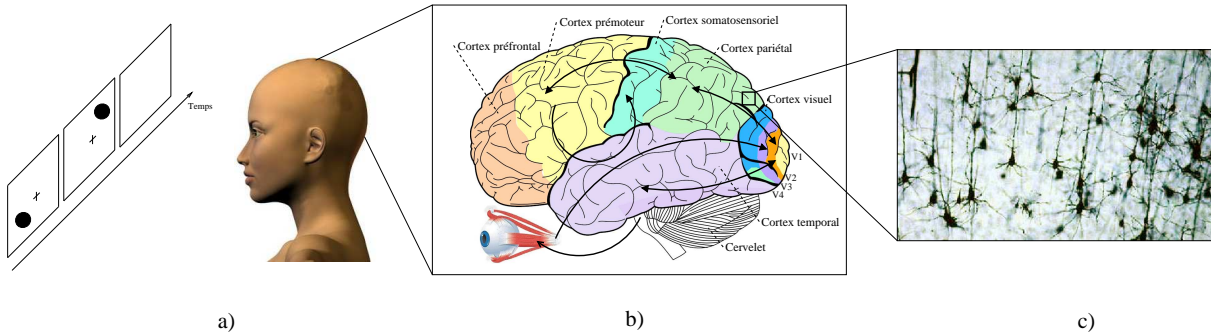 Temps
a)
Cortex prémoteur
Cortex somatosensoriel
Cortex préfrontal
Cortex pariétal
Cortex visuel
V1
V2
V3
V4
Cortex temporal
Cervelet
b)
c)